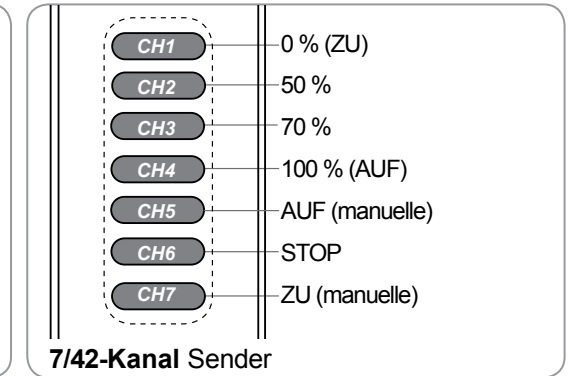 CH1 0 % (ZU)
CH2 50 %
CH3 70 %
CH4 100 % (AUF)
CH5 AUF (manuelle)
CH6 STOP
CH7 ZU (manuelle)
7/42-Kanal Sender